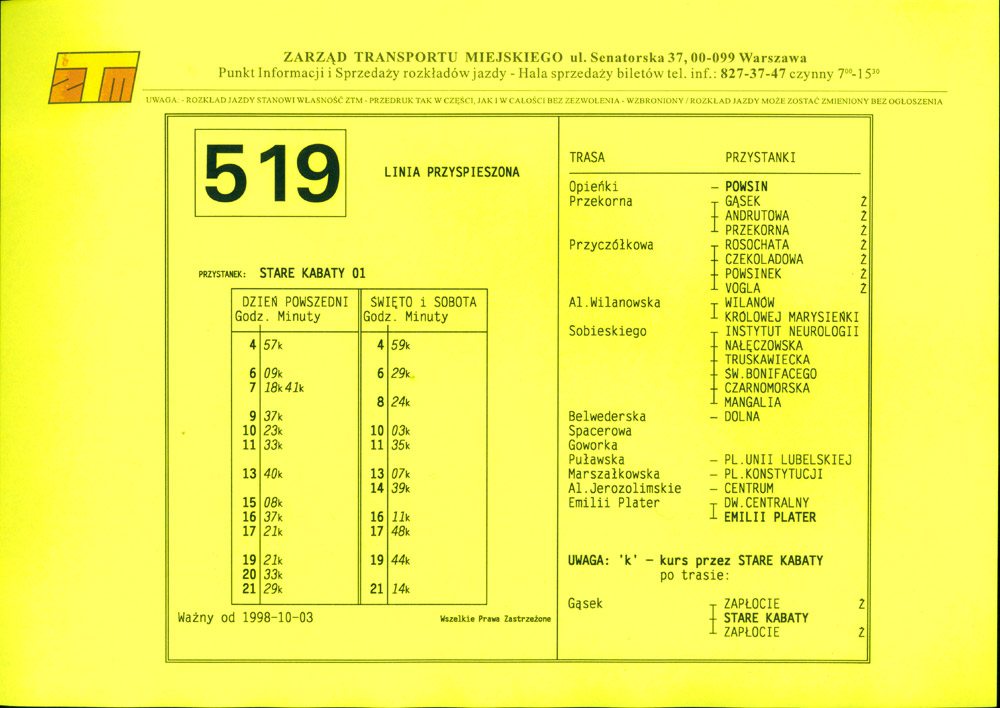 ZTM
ZARZĄD TRANSPORTU MIEJSKIEGO ul. Senatorska 37, 00-099 Warszawa
Punkt Informacji i Sprzedaży rozkładów jazdy - Hala sprzedaży biletów tel. inf.: 827-37-47 czynny 7⁰⁰-15³⁰
UWAGA. - ROZKŁAD JAZDY STANOWI WŁASNOŚĆ ZTM - PRZEDRUK TAK W CZĘŚCI, JAK I W CAŁOŚCI BEZ ZEZWOLENIA - WZBRONIONY / ROZKŁAD JAZDY MOŻE ZOSTAĆ ZMIENIONY BEZ OGŁOSZENIA
519
LINIA PRZYSPIESZONA
PRZYSTANEK: STARE KABATY 01
DZIEŃ POWSZEDNI ŚWIĘTO i SOBOTA
Godz. Minuty Godz. Minuty
4 57k 4 59k
6 09k 6 29k
7 18k 41k
8 24k
9 37k
10 23k 10 03k
11 33k 11 35k
13 40k 13 07k
14 39k
15 08k
16 37k 16 11k
17 21k 17 48k
19 21k 19 44k
20 33k
21 29k 21 14k
Ważny od 1998-10-03
Wszelkie Prawa Zastrzeżone
TRASA PRZYSTANKI
Opieńki - POWSIN
Przekorna GĄSEK Ż
ANDRUTOWA Ż
PRZEKORNA Ż
Przyczółkowa ROSOCHATA Ż
CZEKOLADOWA Ż
POWSINEK Ż
VOGLA Ż
Al.Wilanowska WILANÓW
KRÓLOWEJ MARYSIEŃKI
Sobieskiego INSTYTUT NEUROLOGII
NAŁĘCZOWSKA
TRUSKAWIECKA
ŚW.BONIFACEGO
CZARNOMORSKA
MANGALIA
Belwederska - DOLNA
Spacerowa
Goworka
Puławska - PL.UNII LUBELSKIEJ
Marszałkowska - PL.KONSTYTUCJI
Al.Jerozolimskie - CENTRUM
Emilii Plater DW.CENTRALNY
EMILII PLATER
UWAGA: 'k' - kurs przez STARE KABATY
po trasie:
Gąsek ZAPŁOCIE Ż
STARE KABATY
ZAPŁOCIE Ż